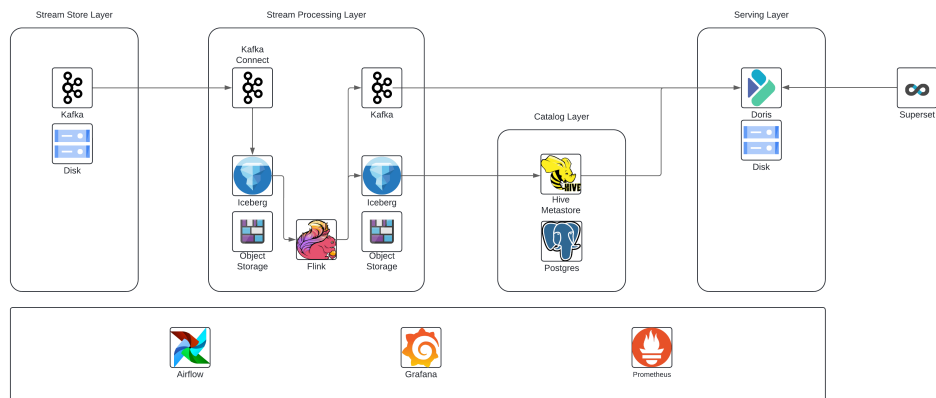 Stream Store Layer
Stream Processing Layer
Serving Layer
Kafka
Connect
Kafka
Kafka
Doris
Superset
Catalog Layer
Disk
Disk
Iceberg
Iceberg
HIVE
Hive
Metastore
Object
Storage
Flink
Object
Storage
Postgres
Airflow
Grafana
Prometheus